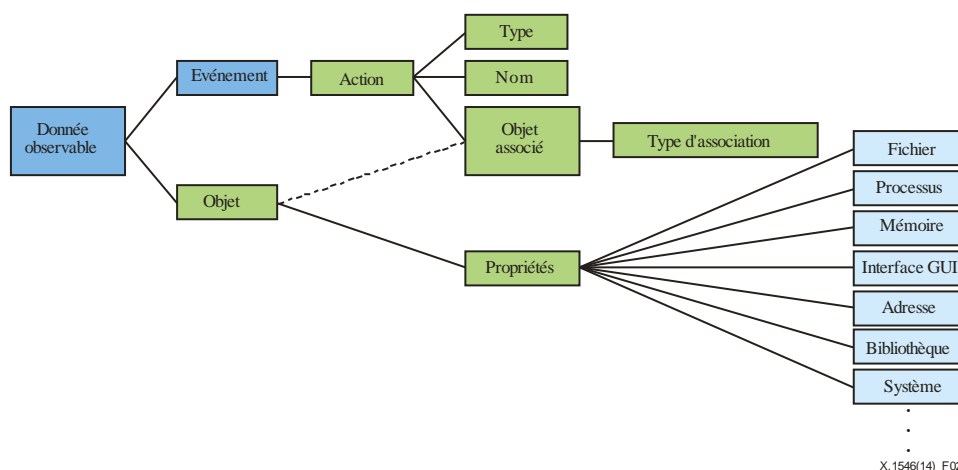 Type
Evénement
Action
Nom
Donnée
observable
Objet
associé
Type d'association
Fichier
Processus
Objet
Mémoire
Propriétés
Interface GUI
Adresse
Bibliothèque
Système
X.1546(14)_F02